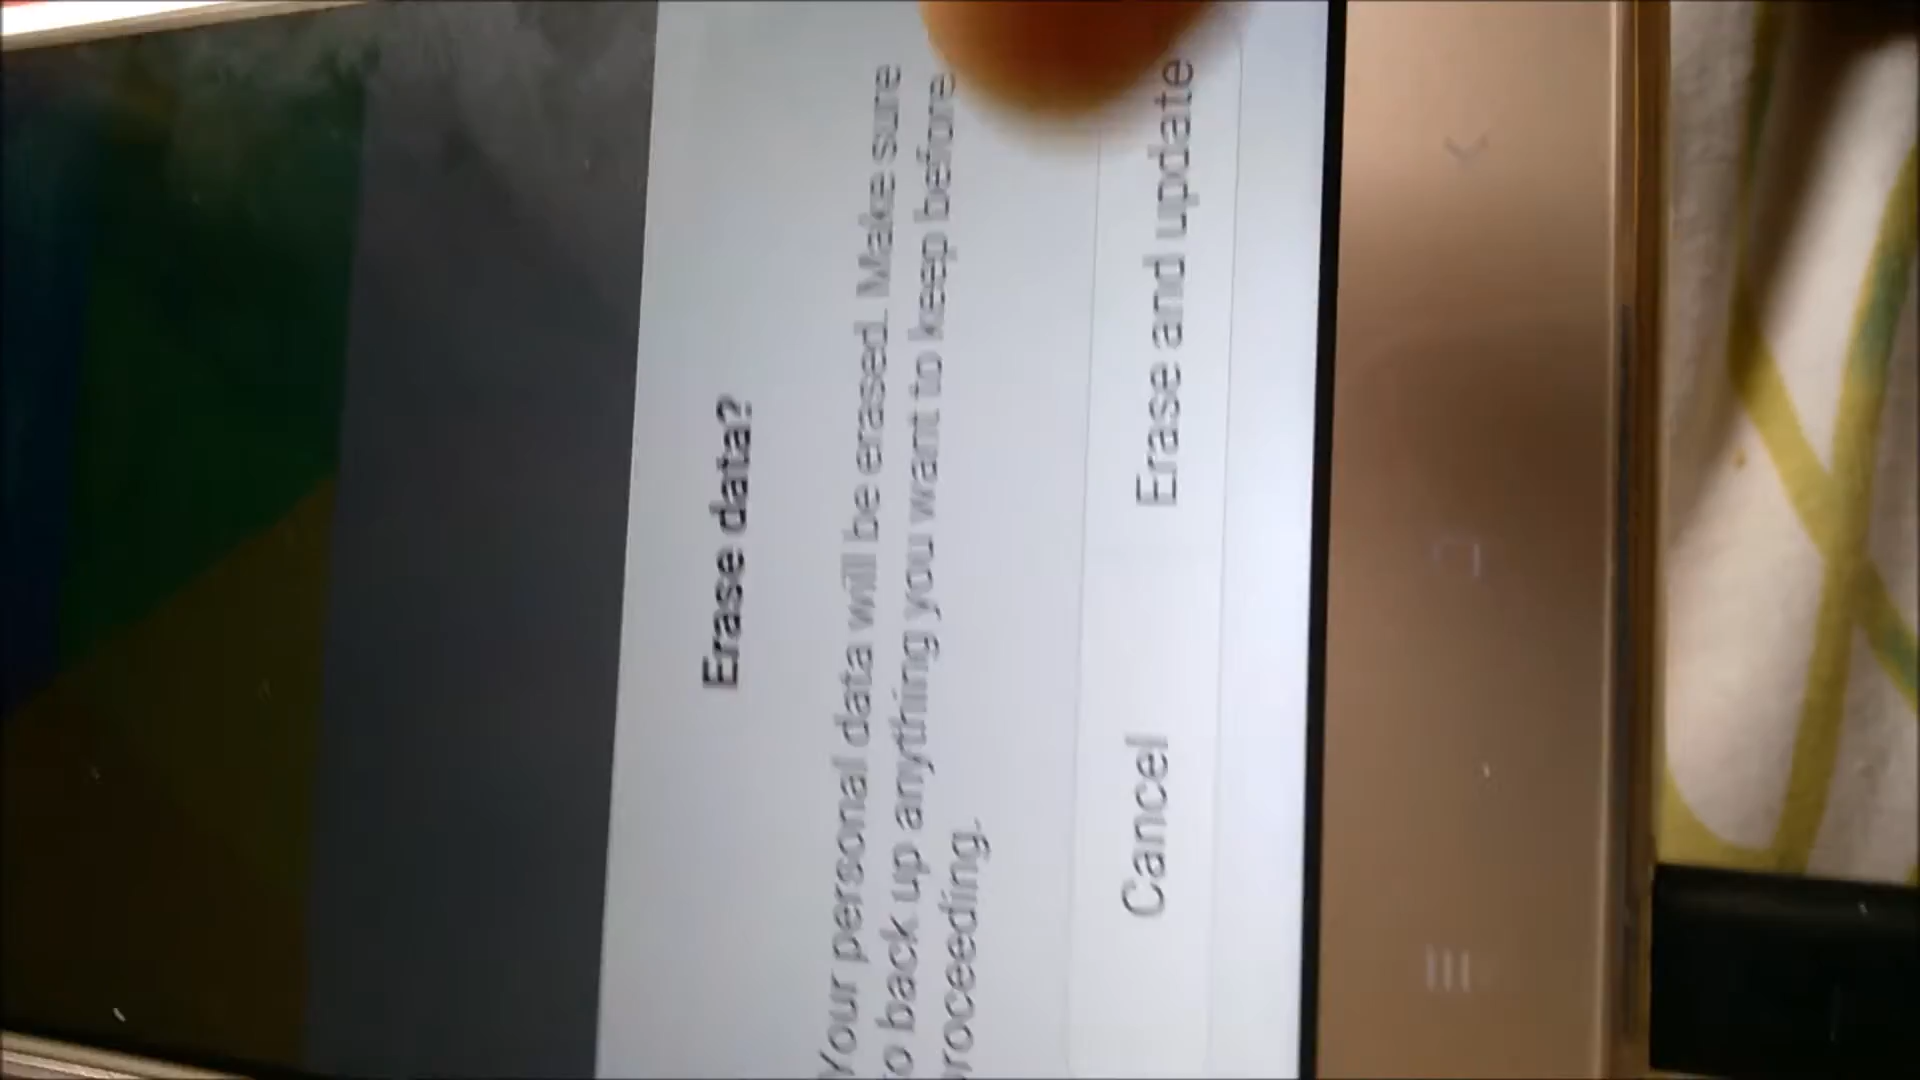 Erase data?
Your personal data will be erased. Make sure
to back up anything you want to keep before
proceeding.
Cancel
Erase and update